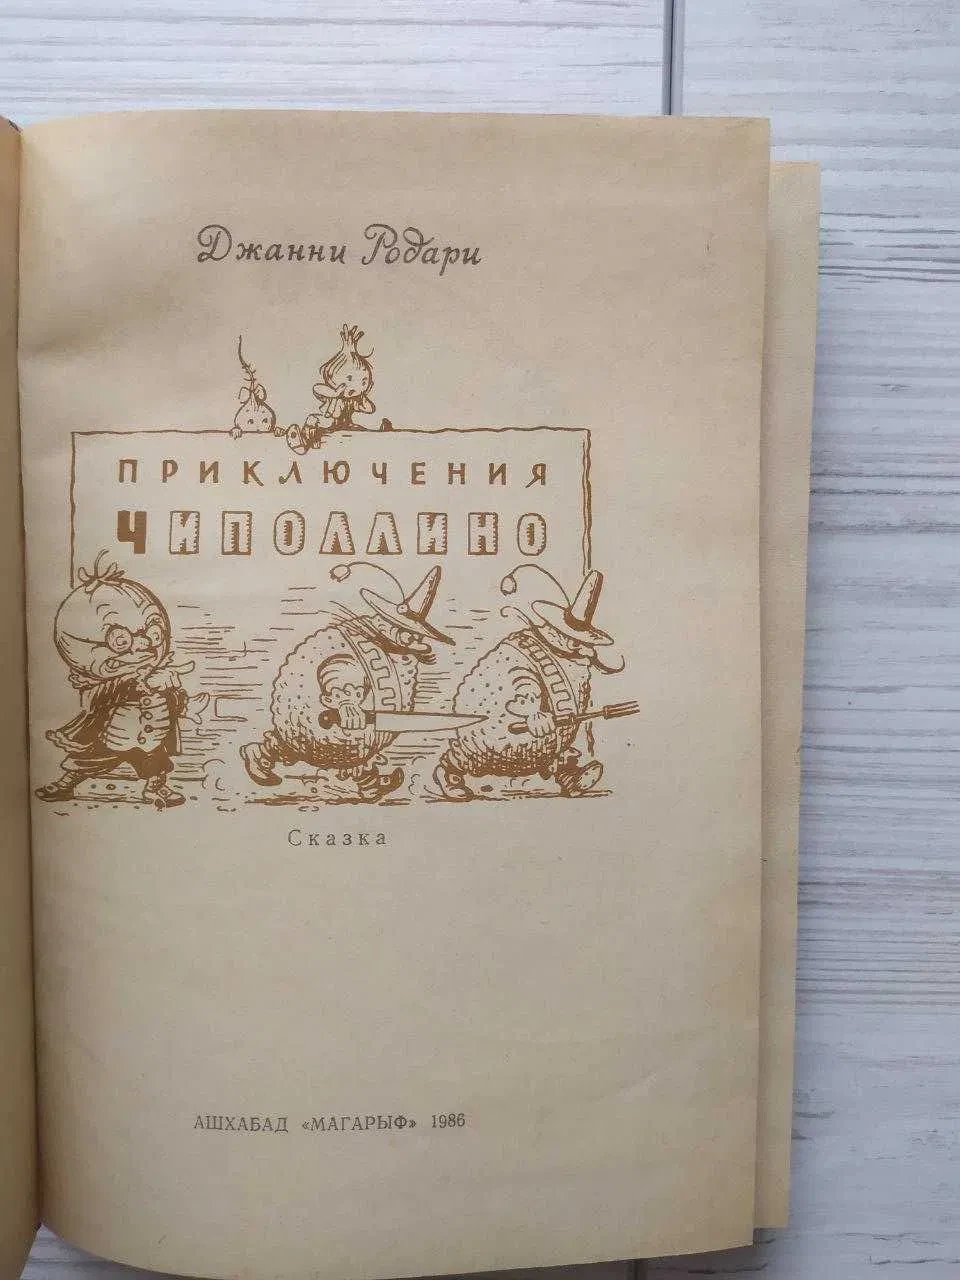 Джанни Родари
ПРИКЛЮЧЕНИЯ
ЧИПОЛЛИНО
Сказка
АШХАБАД «МАГАРЫФ» 1986